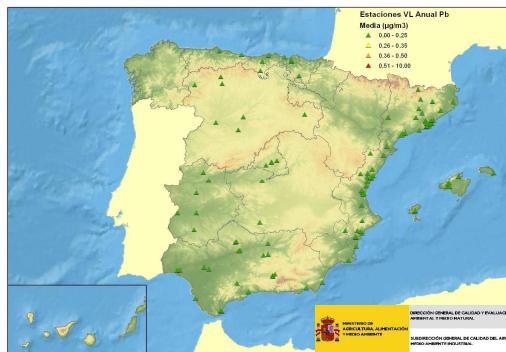 Estaciones VL Anual Pb
Media (µg/m3)
0,00 - 0,25
0,26 - 0,35
0,36 - 0,50
0,51 - 10,00
MINISTERIO DE
AGRICULTURA, ALIMENTACIÓN
Y MEDIO AMBIENTE
DIRECCIÓN GENERAL DE CALIDAD Y EVALUACIÓ
AMBIENTAL Y MEDIO NATURAL
SUBDIRECCIÓN GENERAL DE CALIDAD DEL AIR
MEDIO AMBIENTE INDUSTRIAL